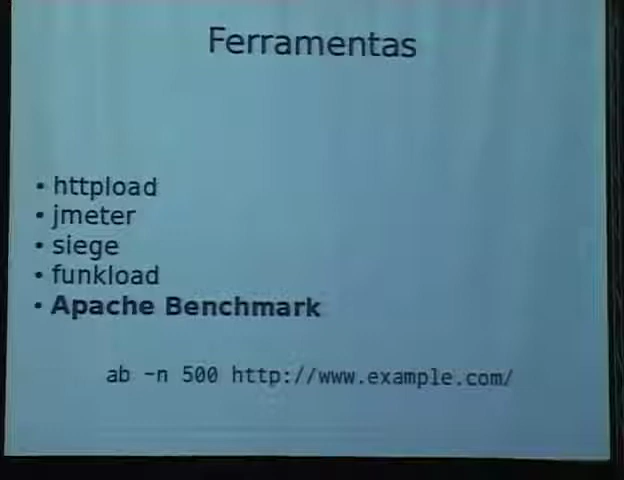 Ferramentas
• httpload
• jmeter
• siege
• funkload
• Apache Benchmark
ab -n 500 http://www.example.com/